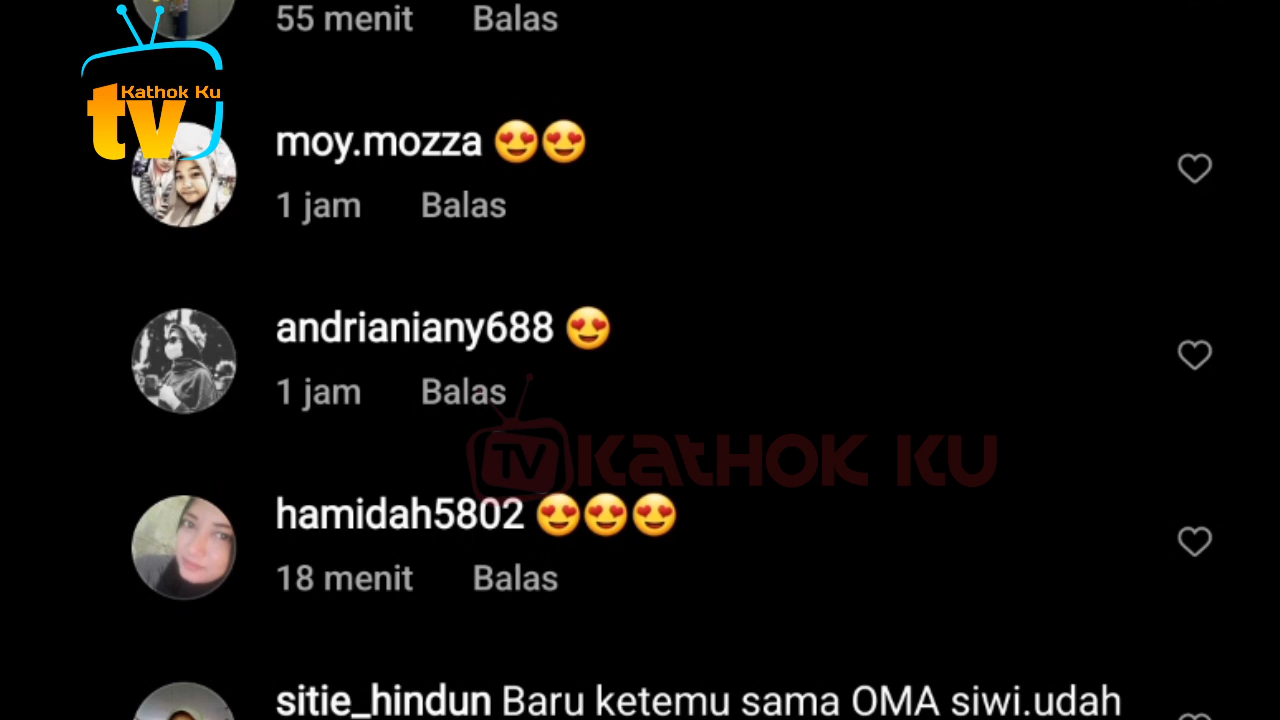 55 menit Balas
Kathok Ku
tv
moy.mozza 😍😍
1 jam Balas
andrianiany688 😍
1 jam Balas
TV KatHOK KU
hamidah5802 😍😍😍
18 menit Balas
sitie_hindun Baru ketemu sama OMA siwi.udah